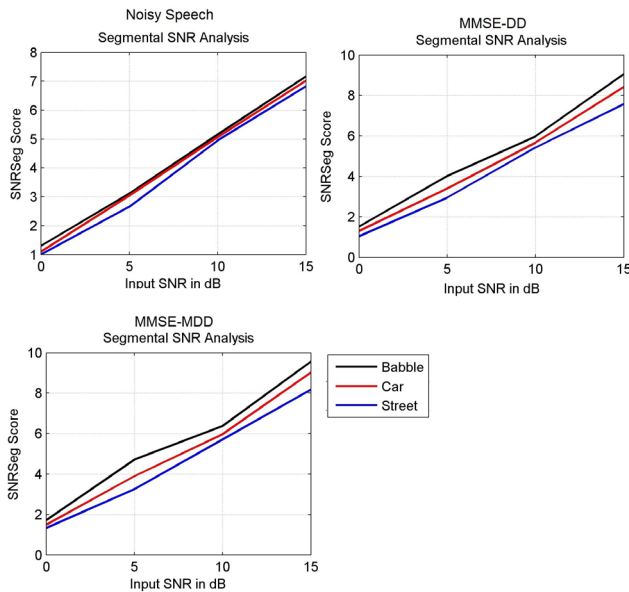 Noisy Speech
Segmental SNR Analysis
8
7
6
5
4
3
2
1
0
5
10
15
SNRSeg Score
Input SNR in dB
MMSE-DD
Segmental SNR Analysis
10
8
6
4
2
0
0
5
10
15
SNRSeg Score
Input SNR in dB
MMSE-MDD
Segmental SNR Analysis
10
8
6
4
2
0
0
5
10
15
SNRSeg Score
Input SNR in dB
Babble
Car
Street